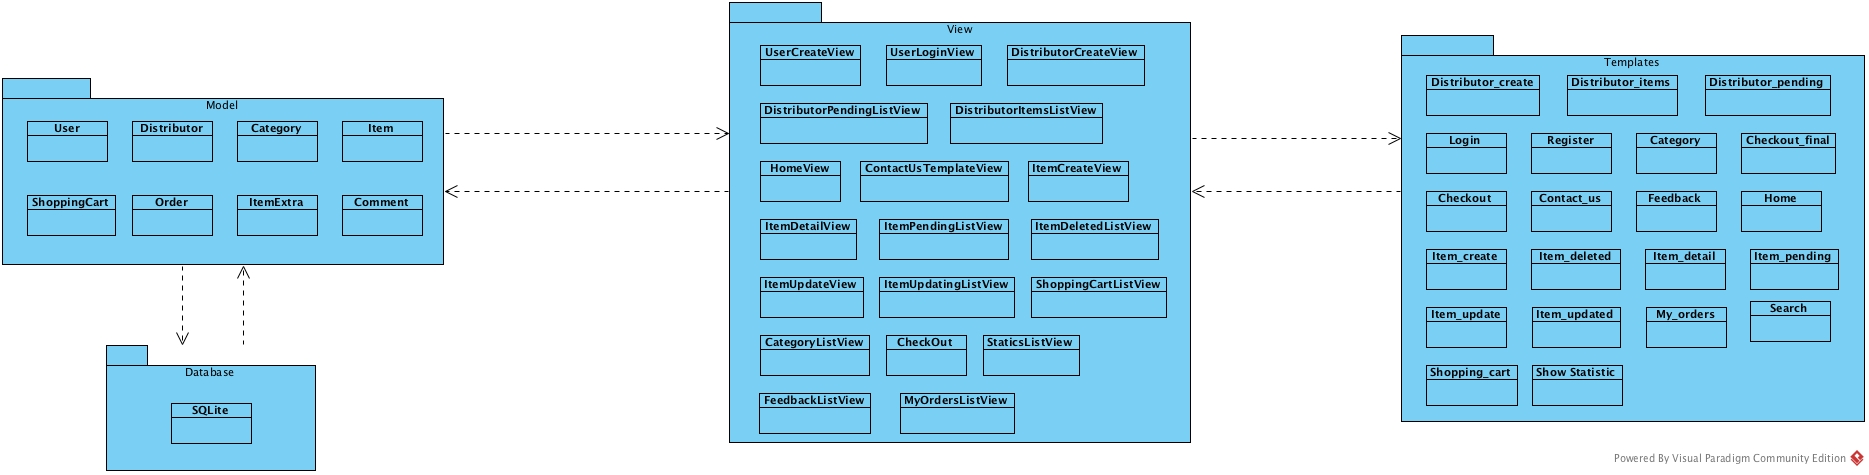 Model
User Distributor Category Item
ShoppingCart Order ItemExtra Comment
Database
SQLite
View
UserCreateView UserLoginView DistributorCreateView
DistributorPendingListView DistributorItemsListView
HomeView ContactUsTemplateView ItemCreateView
ItemDetailView ItemPendingListView ItemDeletedListView
ItemUpdateView ItemUpdatingListView ShoppingCartListView
CategoryListView CheckOut StaticsListView
FeedbackListView MyOrdersListView
Templates
Distributor_create Distributor_items Distributor_pending
Login Register Category Checkout_final
Checkout Contact_us Feedback Home
Item_create Item_deleted Item_detail Item_pending
Item_update Item_updated My_orders Search
Shopping_cart Show Statistic
Powered By Visual Paradigm Community Edition